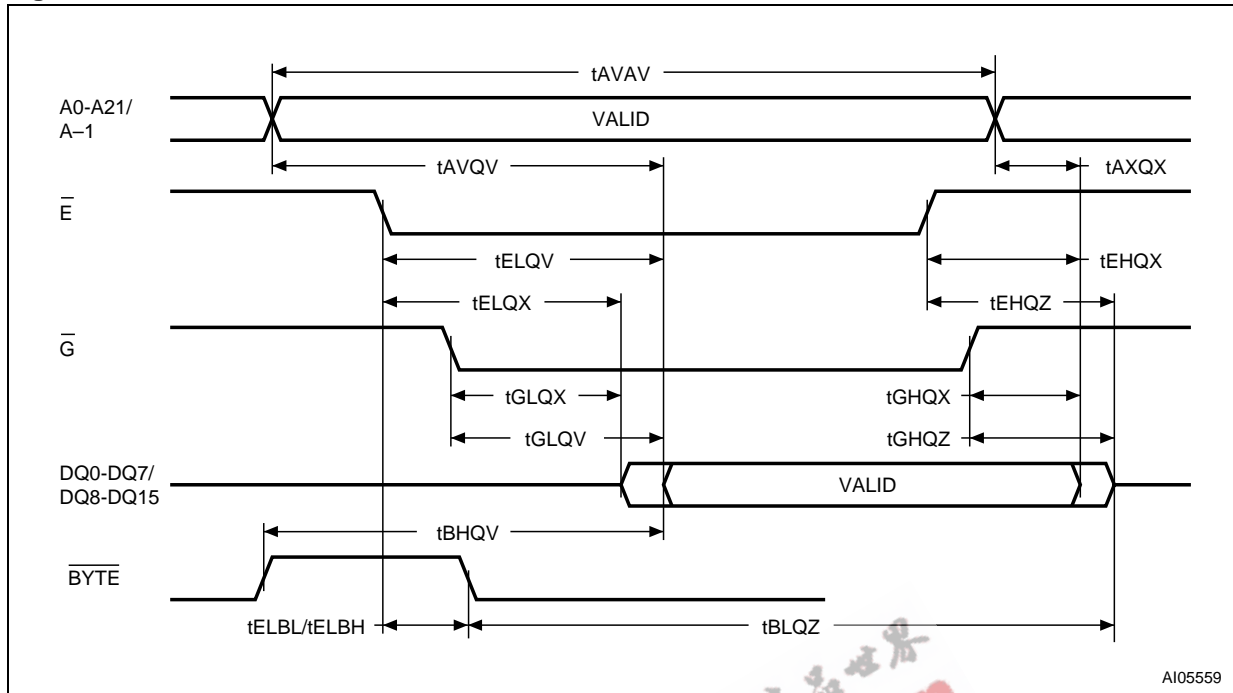 tAVAV
A0-A21/
A–1
VALID
tAVQV
tAXQX
E
tELQV
tEHQX
tELQX
tEHQZ
G
tGLQX
tGHQX
tGLQV
tGHQZ
DQ0-DQ7/
DQ8-DQ15
VALID
tBHQV
BYTE
tELBL/tELBH
tBLQZ
AI05559